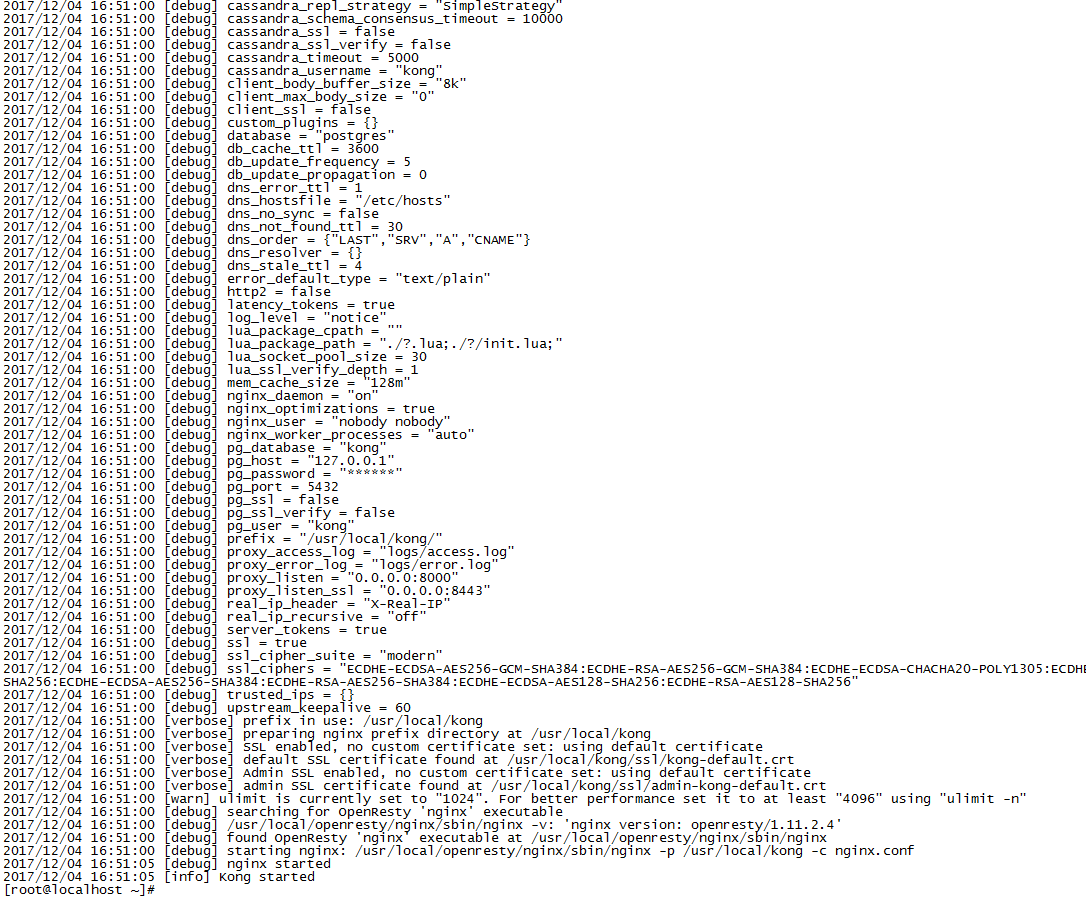 2017/12/04 16:51:00 [debug] cassandra_repl_strategy = "SimpleStrategy"
2017/12/04 16:51:00 [debug] cassandra_schema_consensus_timeout = 10000
2017/12/04 16:51:00 [debug] cassandra_ssl = false
2017/12/04 16:51:00 [debug] cassandra_ssl_verify = false
2017/12/04 16:51:00 [debug] cassandra_timeout = 5000
2017/12/04 16:51:00 [debug] cassandra_username = "kong"
2017/12/04 16:51:00 [debug] client_body_buffer_size = "8k"
2017/12/04 16:51:00 [debug] client_max_body_size = "0"
2017/12/04 16:51:00 [debug] client_ssl = false
2017/12/04 16:51:00 [debug] custom_plugins = {}
2017/12/04 16:51:00 [debug] database = "postgres"
2017/12/04 16:51:00 [debug] db_cache_ttl = 3600
2017/12/04 16:51:00 [debug] db_update_frequency = 5
2017/12/04 16:51:00 [debug] db_update_propagation = 0
2017/12/04 16:51:00 [debug] dns_error_ttl = 1
2017/12/04 16:51:00 [debug] dns_hostsfile = "/etc/hosts"
2017/12/04 16:51:00 [debug] dns_no_sync = false
2017/12/04 16:51:00 [debug] dns_not_found_ttl = 30
2017/12/04 16:51:00 [debug] dns_order = {"LAST","SRV","A","CNAME"}
2017/12/04 16:51:00 [debug] dns_resolver = {}
2017/12/04 16:51:00 [debug] dns_stale_ttl = 4
2017/12/04 16:51:00 [debug] error_default_type = "text/plain"
2017/12/04 16:51:00 [debug] http2 = false
2017/12/04 16:51:00 [debug] latency_tokens = true
2017/12/04 16:51:00 [debug] log_level = "notice"
2017/12/04 16:51:00 [debug] lua_package_cpath = ""
2017/12/04 16:51:00 [debug] lua_package_path = "./?.lua;./?/init.lua;"
2017/12/04 16:51:00 [debug] lua_socket_pool_size = 30
2017/12/04 16:51:00 [debug] lua_ssl_verify_depth = 1
2017/12/04 16:51:00 [debug] mem_cache_size = "128m"
2017/12/04 16:51:00 [debug] nginx_daemon = "on"
2017/12/04 16:51:00 [debug] nginx_optimizations = true
2017/12/04 16:51:00 [debug] nginx_user = "nobody nobody"
2017/12/04 16:51:00 [debug] nginx_worker_processes = "auto"
2017/12/04 16:51:00 [debug] pg_database = "kong"
2017/12/04 16:51:00 [debug] pg_host = "127.0.0.1"
2017/12/04 16:51:00 [debug] pg_password = "******"
2017/12/04 16:51:00 [debug] pg_port = 5432
2017/12/04 16:51:00 [debug] pg_ssl = false
2017/12/04 16:51:00 [debug] pg_ssl_verify = false
2017/12/04 16:51:00 [debug] pg_user = "kong"
2017/12/04 16:51:00 [debug] prefix = "/usr/local/kong/"
2017/12/04 16:51:00 [debug] proxy_access_log = "logs/access.log"
2017/12/04 16:51:00 [debug] proxy_error_log = "logs/error.log"
2017/12/04 16:51:00 [debug] proxy_listen = "0.0.0.0:8000"
2017/12/04 16:51:00 [debug] proxy_listen_ssl = "0.0.0.0:8443"
2017/12/04 16:51:00 [debug] real_ip_header = "X-Real-IP"
2017/12/04 16:51:00 [debug] real_ip_recursive = "off"
2017/12/04 16:51:00 [debug] server_tokens = true
2017/12/04 16:51:00 [debug] ssl = true
2017/12/04 16:51:00 [debug] ssl_cipher_suite = "modern"
2017/12/04 16:51:00 [debug] ssl_ciphers = "ECDHE-ECDSA-AES256-GCM-SHA384:ECDHE-RSA-AES256-GCM-SHA384:ECDHE-ECDSA-CHACHA20-POLY1305:ECDHE
SHA256:ECDHE-ECDSA-AES256-SHA384:ECDHE-RSA-AES256-SHA384:ECDHE-ECDSA-AES128-SHA256:ECDHE-RSA-AES128-SHA256"
2017/12/04 16:51:00 [debug] trusted_ips = {}
2017/12/04 16:51:00 [debug] upstream_keepalive = 60
2017/12/04 16:51:00 [verbose] prefix in use: /usr/local/kong
2017/12/04 16:51:00 [verbose] preparing nginx prefix directory at /usr/local/kong
2017/12/04 16:51:00 [verbose] SSL enabled, no custom certificate set: using default certificate
2017/12/04 16:51:00 [verbose] default SSL certificate found at /usr/local/kong/ssl/kong-default.crt
2017/12/04 16:51:00 [verbose] Admin SSL enabled, no custom certificate set: using default certificate
2017/12/04 16:51:00 [verbose] admin SSL certificate found at /usr/local/kong/ssl/admin-kong-default.crt
2017/12/04 16:51:00 [warn] ulimit is currently set to "1024". For better performance set it to at least "4096" using "ulimit -n"
2017/12/04 16:51:00 [debug] searching for OpenResty 'nginx' executable
2017/12/04 16:51:00 [debug] /usr/local/openresty/nginx/sbin/nginx -v: 'nginx version: openresty/1.11.2.4'
2017/12/04 16:51:00 [debug] found OpenResty 'nginx' executable at /usr/local/openresty/nginx/sbin/nginx
2017/12/04 16:51:00 [debug] starting nginx: /usr/local/openresty/nginx/sbin/nginx -p /usr/local/kong -c nginx.conf
2017/12/04 16:51:05 [debug] nginx started
2017/12/04 16:51:05 [info] Kong started
[root@localhost ~]#